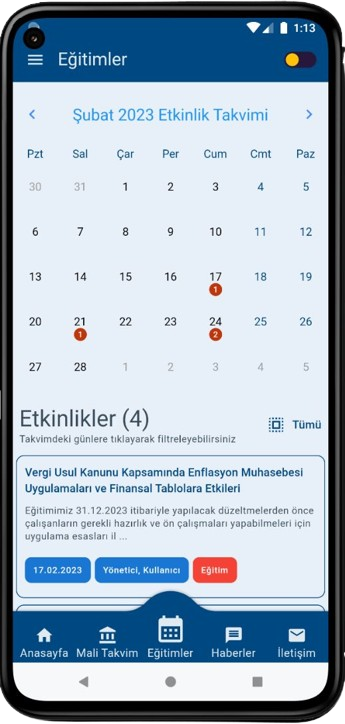 1:13
Eğitimler
Şubat 2023 Etkinlik Takvimi
Pzt Sal Çar Per Cum Cmt Paz
30 31 1 2 3 4 5
6 7 8 9 10 11 12
13 14 15 16 17 18 19
1
20 21 22 23 24 25 26
1 2
27 28 1 2 3 4 5
Etkinlikler (4)
Tümü
Takvimdeki günlere tıklayarak filtreleyebilirsiniz
Vergi Usul Kanunu Kapsamında Enflasyon Muhasebesi
Uygulamaları ve Finansal Tablolara Etkileri
Eğitimimiz 31.12.2023 itibariyle yapılacak düzeltmelerden önce
çalışanların gerekli hazırlık ve ön çalışmaları yapabilmeleri için
uygulama esasları il ...
17.02.2023 Yönetici, Kullanıcı Eğitim
Anasayfa Mali Takvim Eğitimler Haberler İletişim